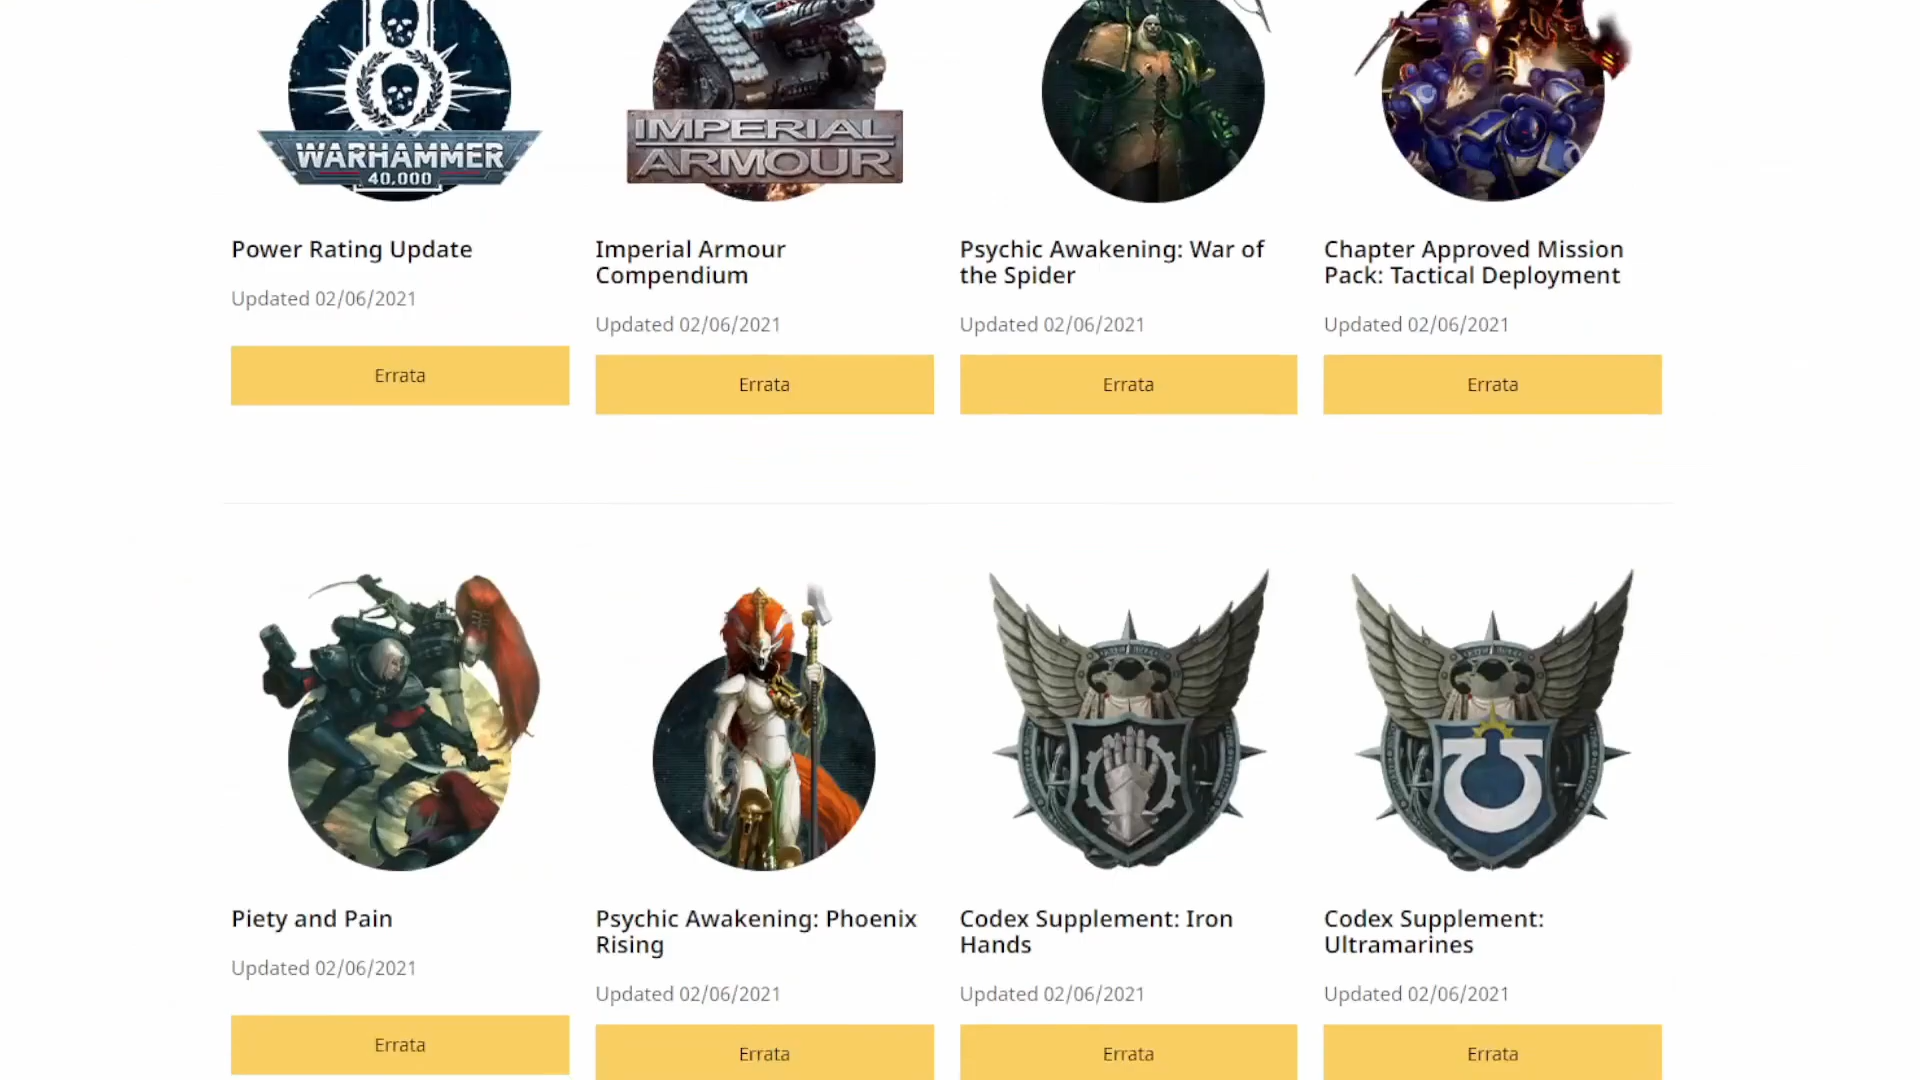 WARHAMMER
40,000
IMPERIAL
ARMOUR
Power Rating Update
Updated 02/06/2021
Errata
Imperial Armour
Compendium
Updated 02/06/2021
Errata
Psychic Awakening: War of
the Spider
Updated 02/06/2021
Errata
Chapter Approved Mission
Pack: Tactical Deployment
Updated 02/06/2021
Errata
Piety and Pain
Updated 02/06/2021
Errata
Psychic Awakening: Phoenix
Rising
Updated 02/06/2021
Errata
Codex Supplement: Iron
Hands
Updated 02/06/2021
Errata
Codex Supplement:
Ultramarines
Updated 02/06/2021
Errata